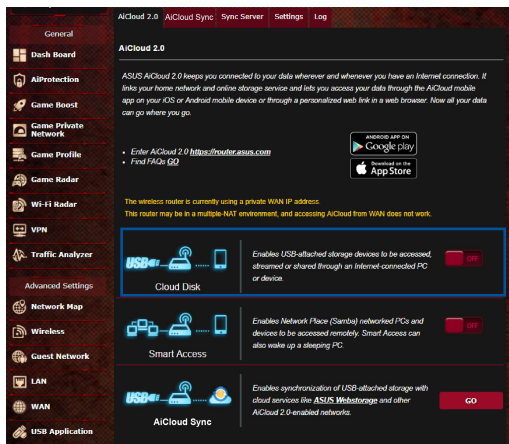 AiCloud 2.0 AiCloud Sync Sync Server Settings Log
General
Dash Board
AiProtection
Game Boost
Game Private
Network
Game Profile
Game Radar
Wi-Fi Radar
VPN
Traffic Analyzer
Advanced Settings
Network Map
Wireless
Guest Network
LAN
WAN
USB Application
AiCloud 2.0
ASUS AiCloud 2.0 keeps you connected to your data wherever and whenever you have an Internet connection. It
links your home network and online storage service and lets you access your data through the AiCloud mobile
app on your iOS or Android mobile device or through a personalized web link in a web browser. Now all your data
can go where you go.
• Enter AiCloud 2.0 https://router.asus.com
• Find FAQs GO
ANDROID APP ON
Google play
Download on the
App Store
The wireless router is currently using a private WAN IP address.
This router may be in a multiple-NAT environment, and accessing AiCloud from WAN does not work.
USB
Cloud Disk
Enables USB-attached storage devices to be accessed,
streamed or shared through an Internet-connected PC
or device.
OFF
Smart Access
Enables Network Place (Samba) networked PCs and
devices to be accessed remotely. Smart Access can
also wake up a sleeping PC.
OFF
USB
AiCloud Sync
Enables synchronization of USB-attached storage with
cloud services like ASUS Webstorage and other
AiCloud 2.0-enabled networks.
GO